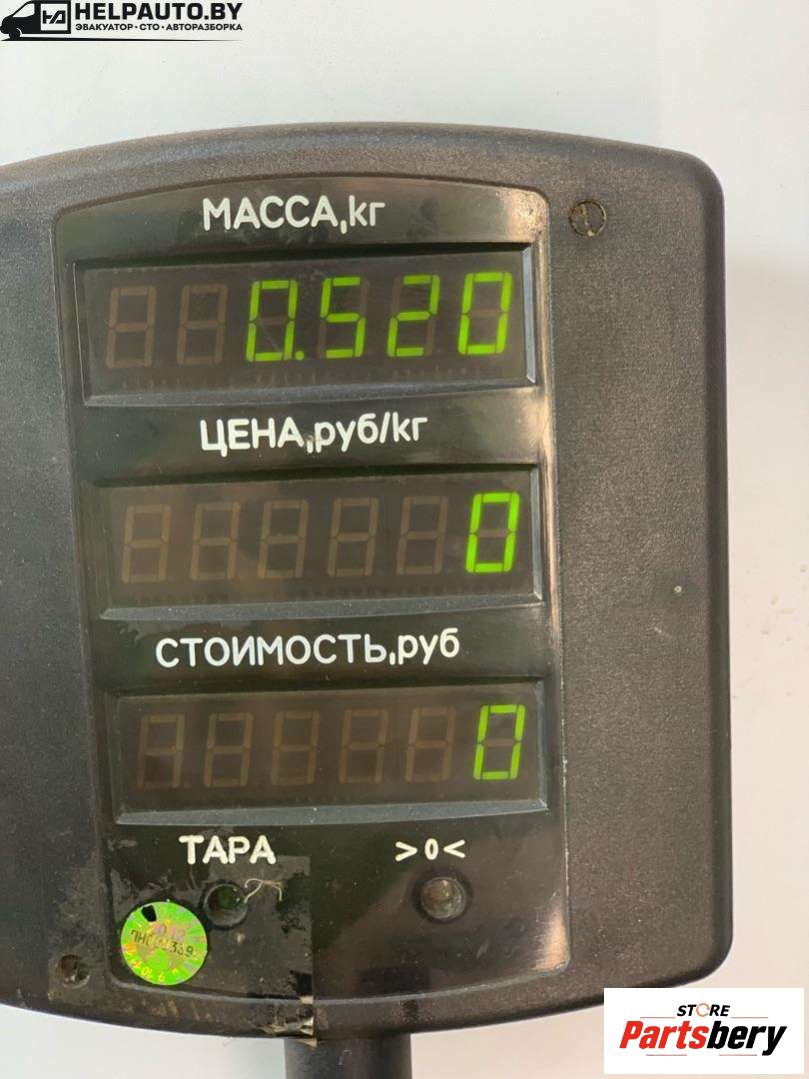 HELPAUTO.BY
ЭВАКУАТОР•СТО•АВТОРАЗБОРКА
МАССА,кг
0.520
ЦЕНА,руб/кг
0
СТОИМОСТЬ,руб
0
ТАРА >0<
STORE
Partsbery